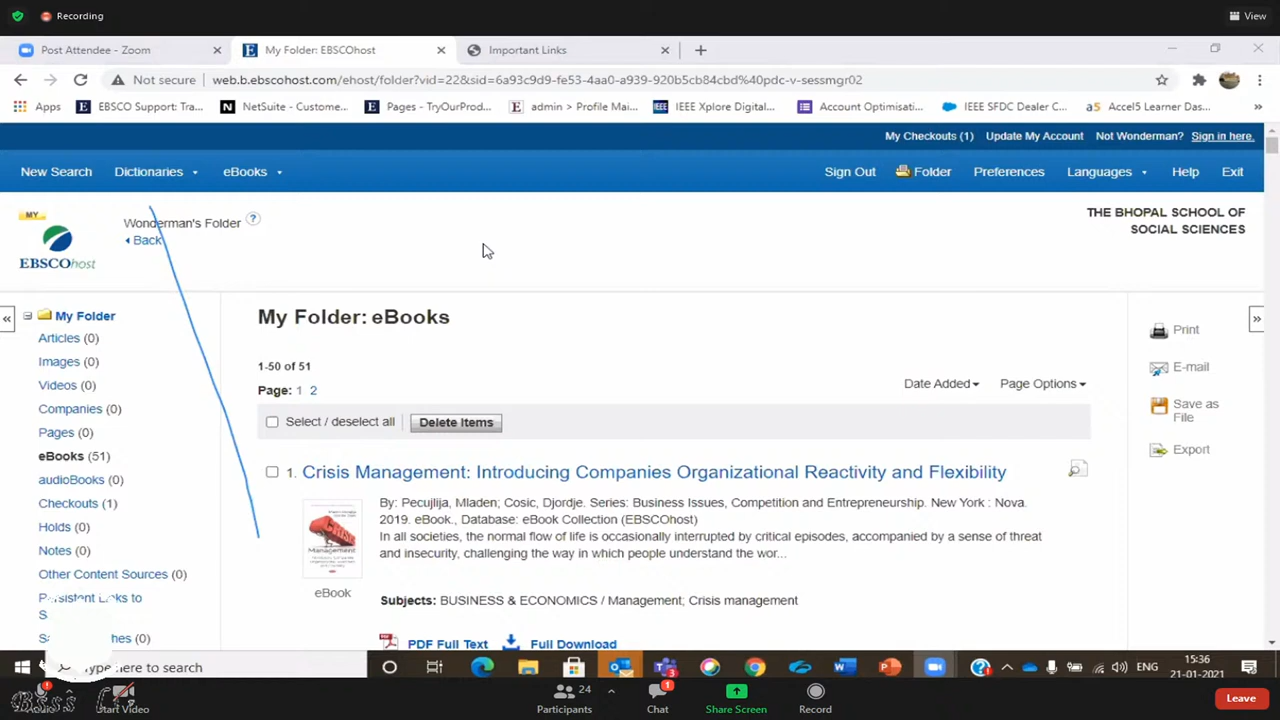 Recording
View
Post Attendee - Zoom
My Folder: EBSCOhost
Important Links
Not secure
web.b.ebscohost.com/ehost/folder?vid=22&sid=6a93c9d9-fe53-4aa0-a939-920b5cb84cbd%40pdc-v-sessmgr02
Apps
EBSCO Support: Tra...
NetSuite - Custome...
Pages - TryOurProd...
admin > Profile Mai...
IEEE Xplore Digital...
Account Optimisati...
IEEE SFDC Dealer C...
Accel5 Learner Das...
My Checkouts (1)
Update My Account
Not Wonderman?
Sign in here.
New Search
Dictionaries
eBooks
Sign Out
Folder
Preferences
Languages
Help
Exit
MY
EBSCOhost
Wonderman's Folder
Back
THE BHOPAL SCHOOL OF
SOCIAL SCIENCES
My Folder
Articles (0)
Images (0)
Videos (0)
Companies (0)
Pages (0)
eBooks (51)
audioBooks (0)
Checkouts (1)
Holds (0)
Notes (0)
Other Content Sources (0)
Persistent Links to
My Folder: eBooks
1-50 of 51
Page: 1 2
Date Added
Page Options
Select / deselect all
Delete Items
1.
Crisis Management: Introducing Companies Organizational Reactivity and Flexibility
By: Pecujlija, Mladen; Cosic, Djordje. Series: Business Issues, Competition and Entrepreneurship. New York : Nova.
2019. eBook., Database: eBook Collection (EBSCOhost)
In all societies, the normal flow of life is occasionally interrupted by critical episodes, accompanied by a sense of threat
and insecurity, challenging the way in which people understand the wor...
eBook
Subjects: BUSINESS & ECONOMICS / Management; Crisis management
PDF Full Text
Full Download
Print
E-mail
Save as
File
Export
Type here to search
ENG
15:36
21-01-2021
Start Video
24
Participants
1
Chat
Share Screen
Record
Leave